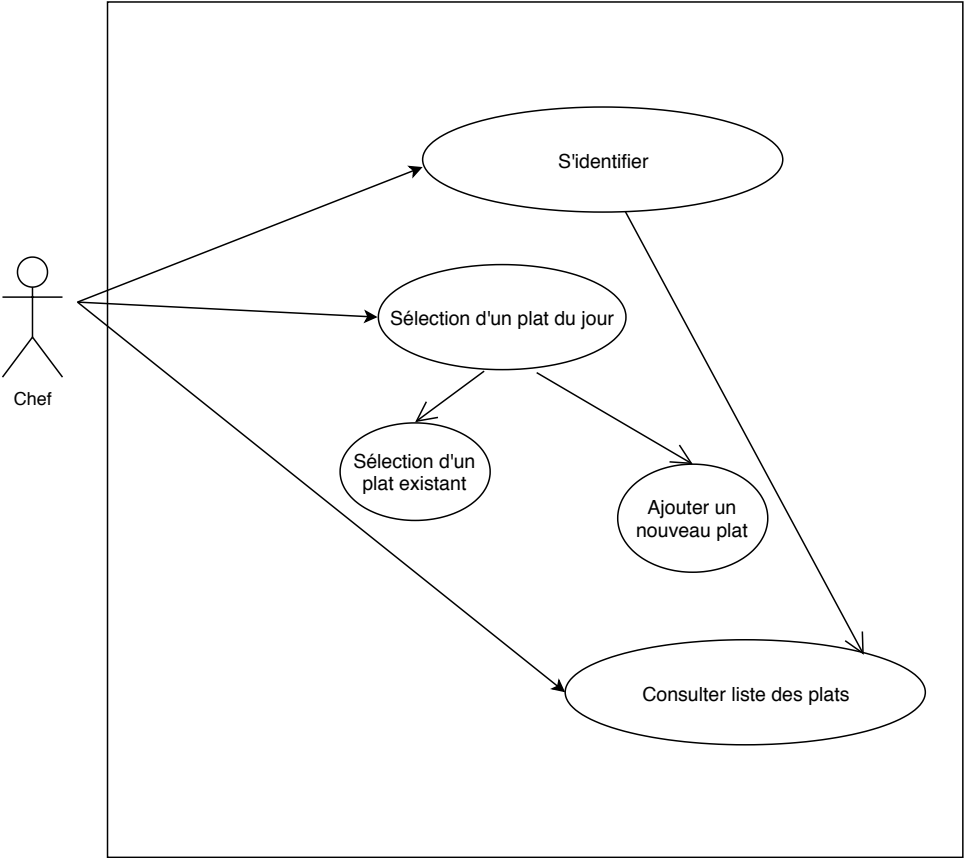 S'identifier
Sélection d'un plat du jour
Chef
Sélection d'un
plat existant
Ajouter un
nouveau plat
Consulter liste des plats